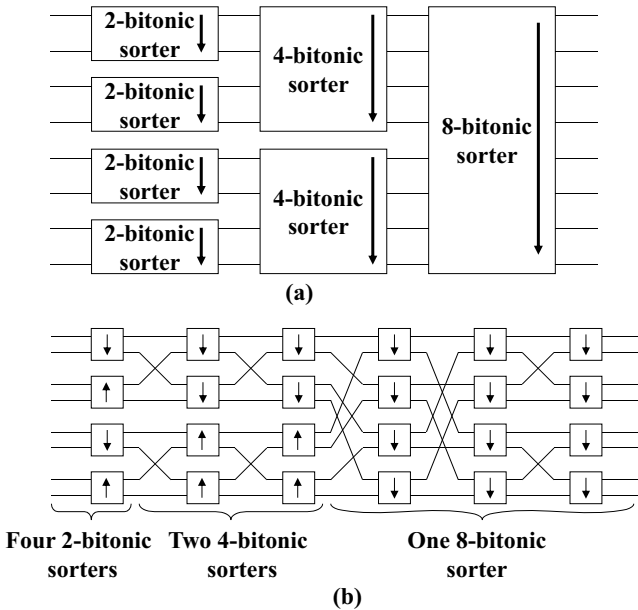 2-bitonic
sorter
2-bitonic
sorter
2-bitonic
sorter
2-bitonic
sorter
4-bitonic
sorter
4-bitonic
sorter
8-bitonic
sorter
(a)
Four 2-bitonic
sorters
Two 4-bitonic
sorters
One 8-bitonic
sorter
(b)